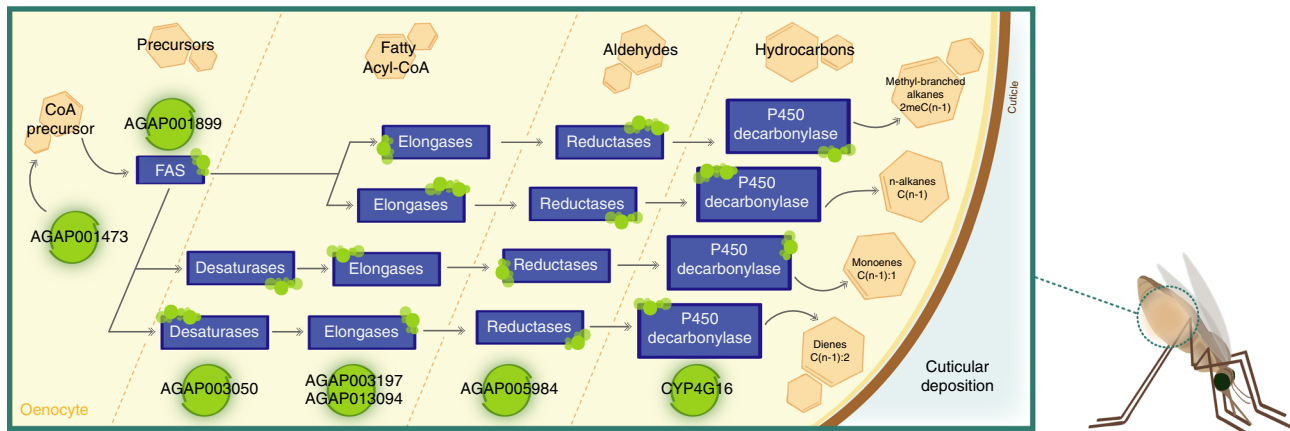 Precursors
Fatty
Acyl-CoA
Aldehydes
Hydrocarbons
CoA
precursor
AGAP001899
FAS
AGAP001473
Elongases
Reductases
P450
decarbonylase
Methyl-branched
alkanes
2meC(n-1)
Elongases
Reductases
P450
decarbonylase
n-alkanes
C(n-1)
Desaturases
Elongases
Reductases
P450
decarbonylase
Monoenes
C(n-1):1
Desaturases
Elongases
Reductases
P450
decarbonylase
Dienes
C(n-1):2
AGAP003050
AGAP003197
AGAP013094
AGAP005984
CYP4G16
Oenocyte
Cuticle
Cuticular
deposition